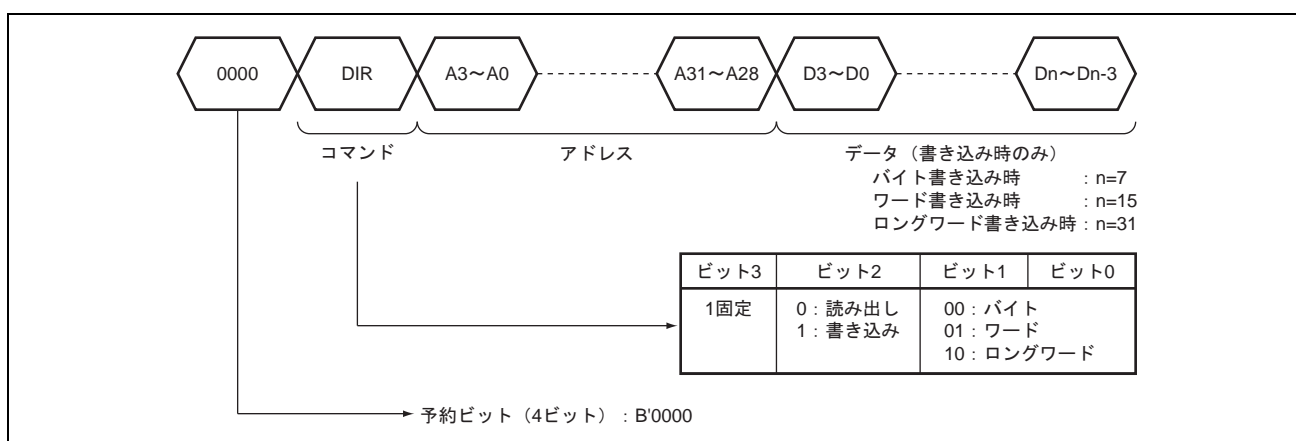 0000 DIR A3～A0 A31～A28 D3～D0 Dn～Dn-3
コマンド アドレス データ（書き込み時のみ）
バイト書き込み時 ：n=7
ワード書き込み時 ：n=15
ロングワード書き込み時：n=31
ビット3 ビット2 ビット1 ビット0
1固定 0：読み出し 00：バイト
1：書き込み 01：ワード
10：ロングワード
予約ビット（4ビット）：B'0000